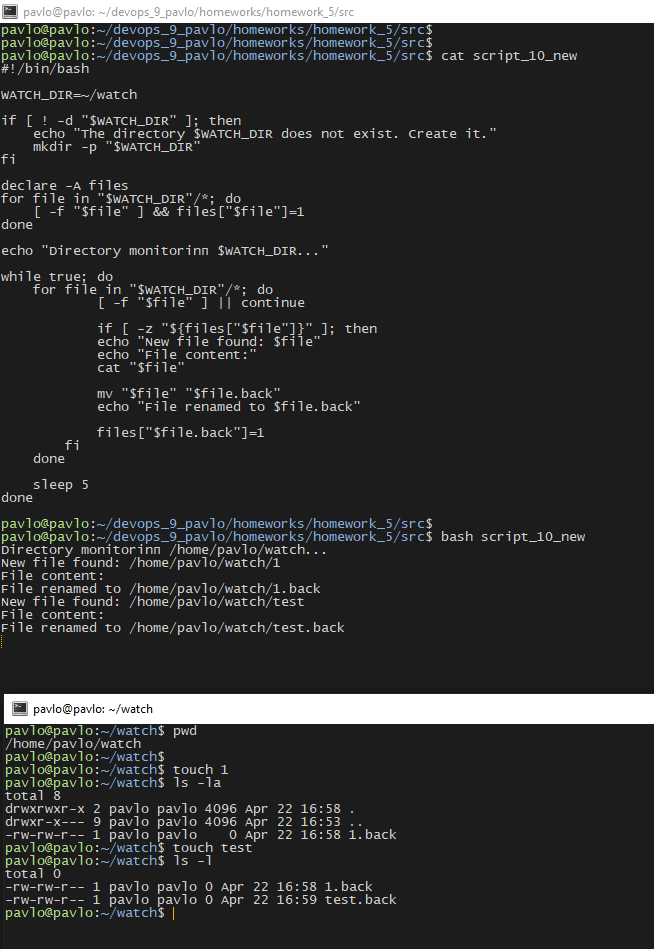 pavlo@pavlo: ~/devops_9_pavlo/homeworks/homework_5/src
pavlo@pavlo:~/devops_9_pavlo/homeworks/homework_5/src$
pavlo@pavlo:~/devops_9_pavlo/homeworks/homework_5/src$
pavlo@pavlo:~/devops_9_pavlo/homeworks/homework_5/src$ cat script_10_new
#!/bin/bash

WATCH_DIR=~/watch

if [ ! -d "$WATCH_DIR" ]; then
    echo "The directory $WATCH_DIR does not exist. Create it."
    mkdir -p "$WATCH_DIR"
fi

declare -A files
for file in "$WATCH_DIR"/*; do
    [ -f "$file" ] && files["$file"]=1
done

echo "Directory monitorinп $WATCH_DIR..."

while true; do
    for file in "$WATCH_DIR"/*; do
            [ -f "$file" ] || continue

            if [ -z "${files["$file"]}" ]; then
            echo "New file found: $file"
            echo "File content:"
            cat "$file"

            mv "$file" "$file.back"
            echo "File renamed to $file.back"

            files["$file.back"]=1
        fi
    done

    sleep 5
done

pavlo@pavlo:~/devops_9_pavlo/homeworks/homework_5/src$
pavlo@pavlo:~/devops_9_pavlo/homeworks/homework_5/src$ bash script_10_new
Directory monitorinп /home/pavlo/watch...
New file found: /home/pavlo/watch/1
File content:
File renamed to /home/pavlo/watch/1.back
New file found: /home/pavlo/watch/test
File content:
File renamed to /home/pavlo/watch/test.back
pavlo@pavlo: ~/watch
pavlo@pavlo:~/watch$ pwd
/home/pavlo/watch
pavlo@pavlo:~/watch$
pavlo@pavlo:~/watch$ touch 1
pavlo@pavlo:~/watch$ ls -la
total 8
drwxrwxr-x 2 pavlo pavlo 4096 Apr 22 16:58 .
drwxr-x--- 9 pavlo pavlo 4096 Apr 22 16:53 ..
-rw-rw-r-- 1 pavlo pavlo    0 Apr 22 16:58 1.back
pavlo@pavlo:~/watch$ touch test
pavlo@pavlo:~/watch$ ls -l
total 0
-rw-rw-r-- 1 pavlo pavlo 0 Apr 22 16:58 1.back
-rw-rw-r-- 1 pavlo pavlo 0 Apr 22 16:59 test.back
pavlo@pavlo:~/watch$